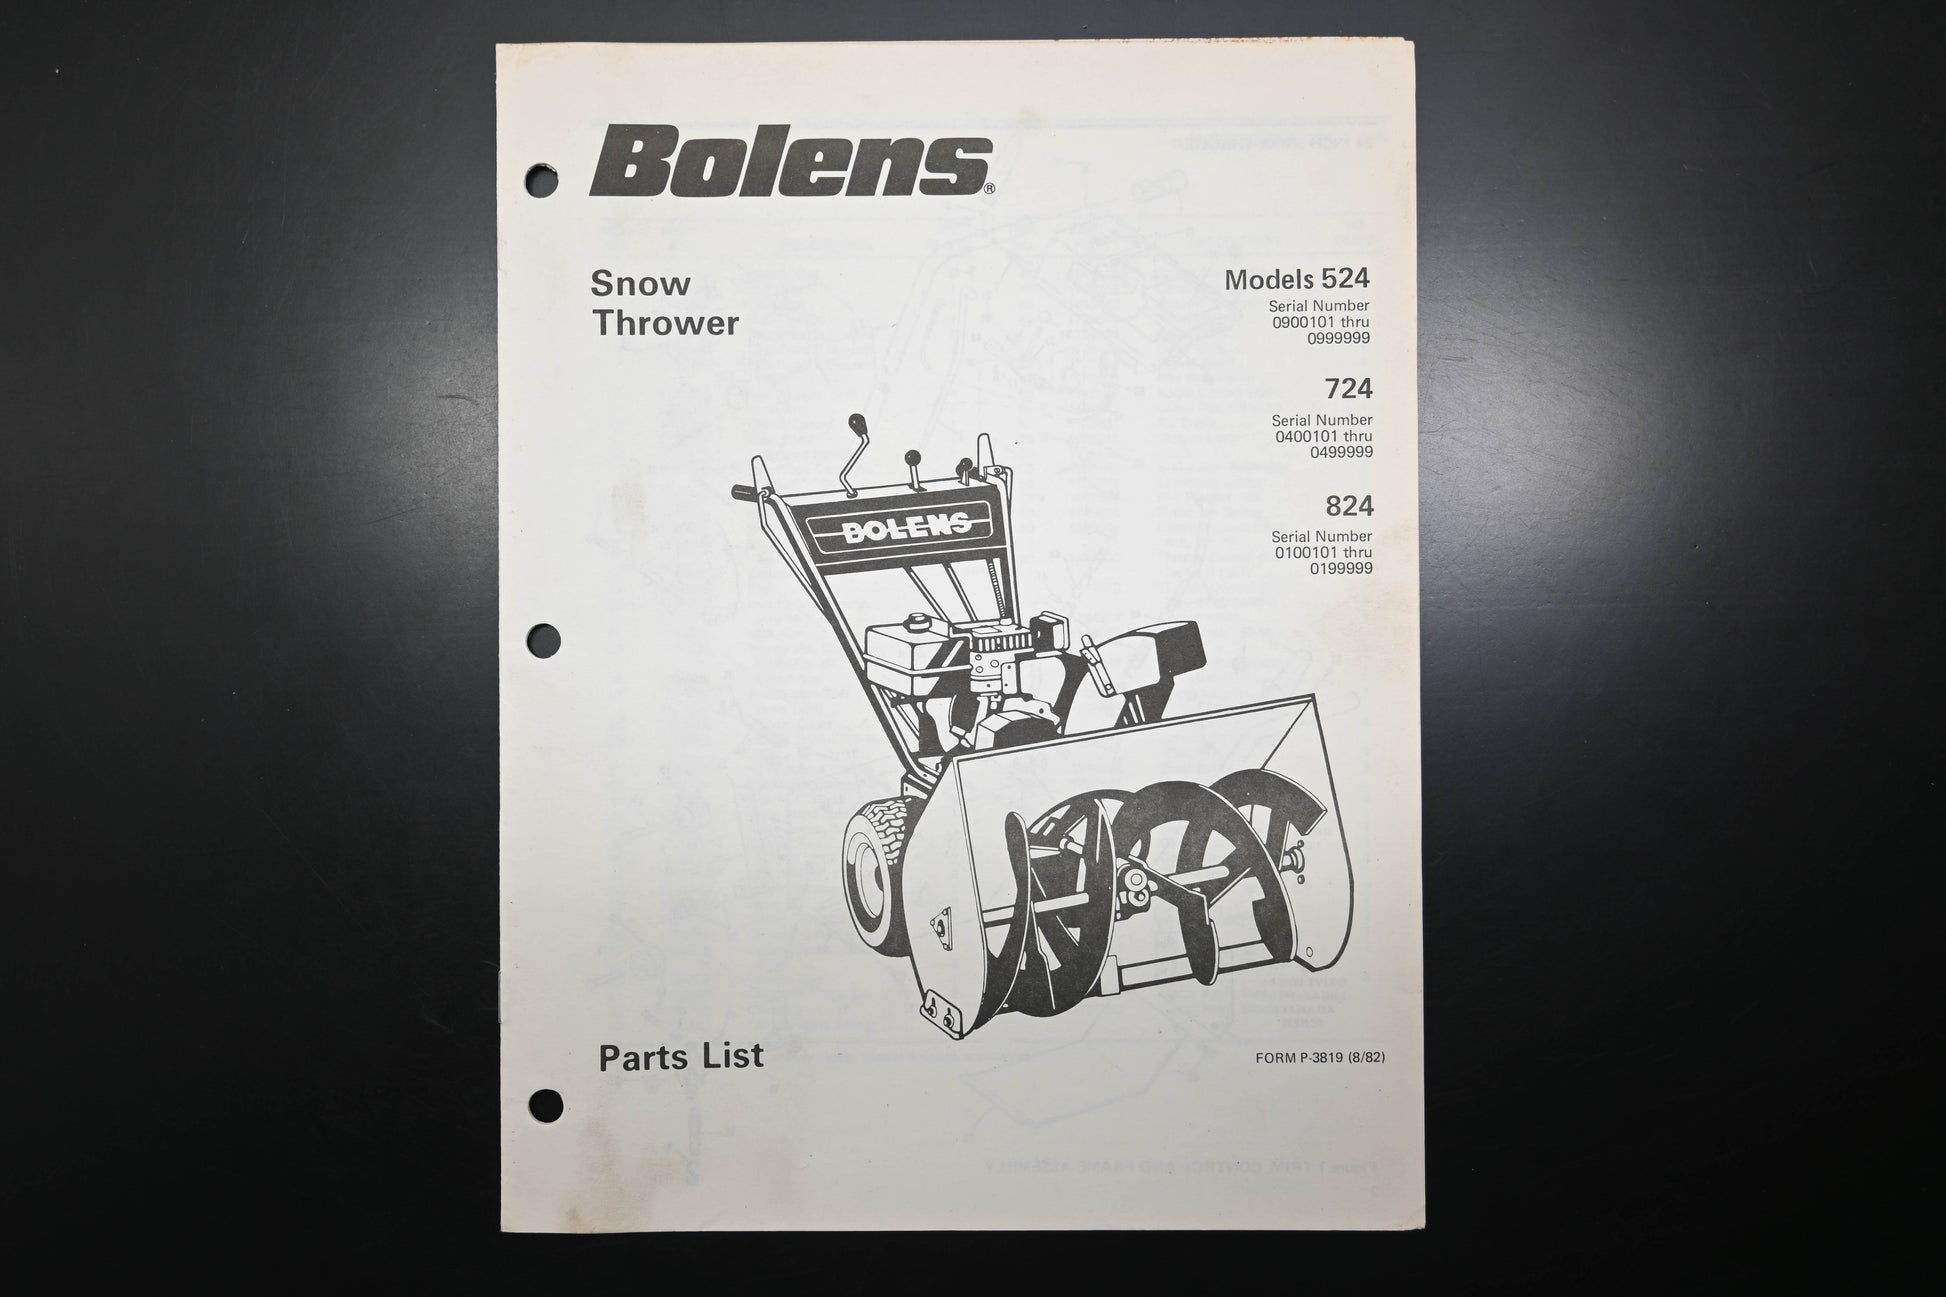 Bolens®
Snow
Thrower
Models 524
Serial Number
0900101 thru
0999999
724
Serial Number
0400101 thru
0499999
824
Serial Number
0100101 thru
0199999
BOLENS
Parts List
FORM P-3819 (8/82)